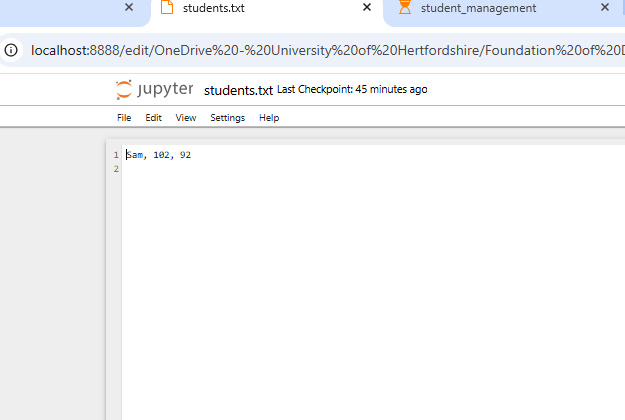 students.txt
student_management
localhost:8888/edit/OneDrive%20-%20University%20of%20Hertfordshire/Foundation%20of%20D
jupyter students.txt Last Checkpoint: 45 minutes ago
File Edit View Settings Help
1 Sam, 102, 92
2